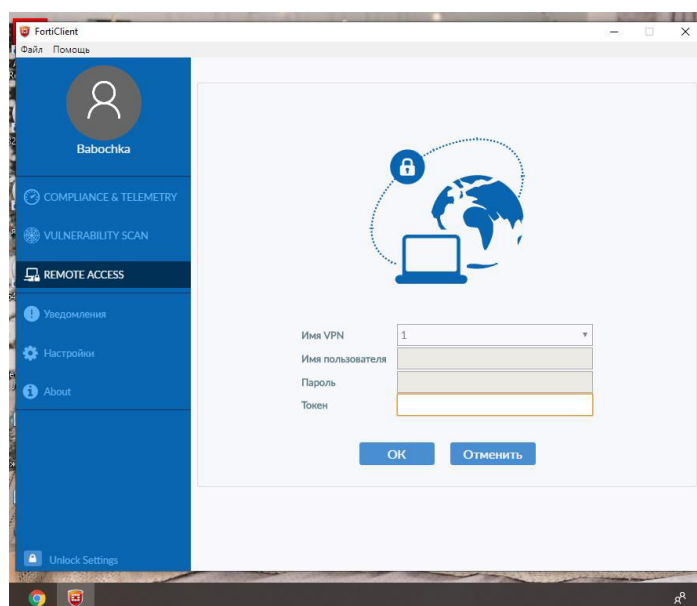 FortiClient
Файл Помощь
Babochka
COMPLIANCE & TELEMETRY
VULNERABILITY SCAN
REMOTE ACCESS
Уведомления
Настройки
About
Unlock Settings
Имя VPN 1
Имя пользователя
Пароль
Токен
ОК Отменить